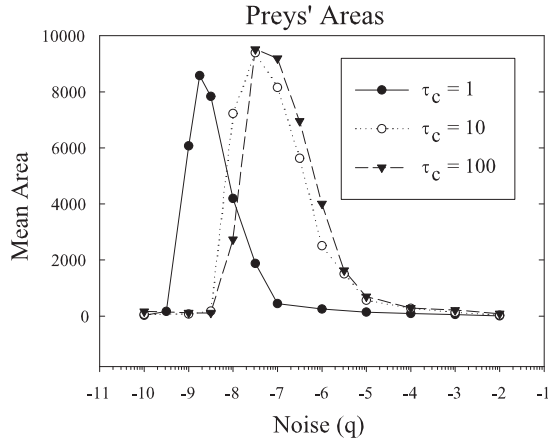 Preys' Areas
10000
8000
6000
4000
2000
0
Mean Area
τc = 1
τc = 10
τc = 100
-11 -10 -9 -8 -7 -6 -5 -4 -3 -2 -1
Noise (q)